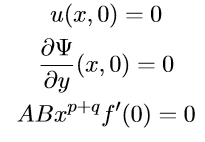 u(x, 0) = 0
∂Ψ/∂y (x, 0) = 0
ABx^{p+q} f′(0) = 0